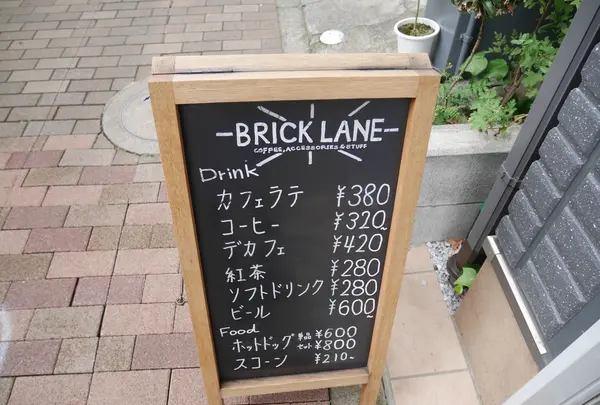 BRICK LANE
COFFEE, ACCESSORIES & STUFF
Drink
カフェラテ ¥380
コーヒー ¥320~
デカフェ ¥420
紅茶 ¥280
ソフトドリンク ¥280
ビール ¥600~
Food
ホットドッグ 単品 ¥600
セット ¥800
スコーン ¥210~